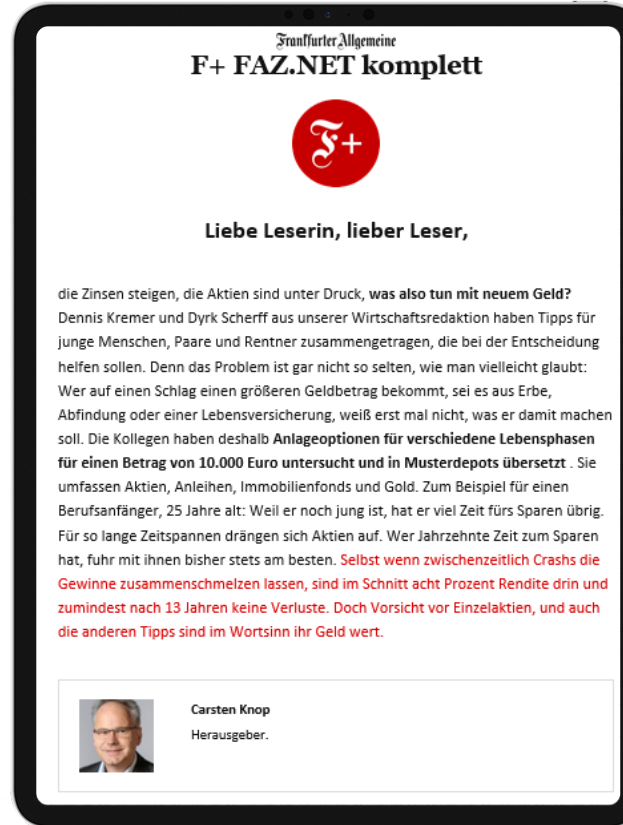 Frankfurter Allgemeine
F+ FAZ.NET komplett
F+
Liebe Leserin, lieber Leser,
die Zinsen steigen, die Aktien sind unter Druck, was also tun mit neuem Geld?
Dennis Kremer und Dyrk Scherff aus unserer Wirtschaftsredaktion haben Tipps für
junge Menschen, Paare und Rentner zusammengetragen, die bei der Entscheidung
helfen sollen. Denn das Problem ist gar nicht so selten, wie man vielleicht glaubt:
Wer auf einen Schlag einen größeren Geldbetrag bekommt, sei es aus Erbe,
Abfindung oder einer Lebensversicherung, weiß erst mal nicht, was er damit machen
soll. Die Kollegen haben deshalb Anlageoptionen für verschiedene Lebensphasen
für einen Betrag von 10.000 Euro untersucht und in Musterdepots übersetzt . Sie
umfassen Aktien, Anleihen, Immobilienfonds und Gold. Zum Beispiel für einen
Berufsanfänger, 25 Jahre alt: Weil er noch jung ist, hat er viel Zeit fürs Sparen übrig.
Für so lange Zeitspannen drängen sich Aktien auf. Wer Jahrzehnte Zeit zum Sparen
hat, fuhr mit ihnen bisher stets am besten. Selbst wenn zwischenzeitlich Crashs die
Gewinne zusammenschmelzen lassen, sind im Schnitt acht Prozent Rendite drin und
zumindest nach 13 Jahren keine Verluste. Doch Vorsicht vor Einzelaktien, und auch
die anderen Tipps sind im Wortsinn ihr Geld wert.
Carsten Knop
Herausgeber.